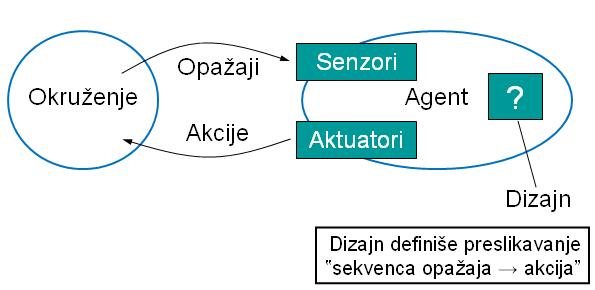 Opažaji
Senzori
Okruženje
Agent
?
Akcije
Aktuatori
Dizajn
Dizajn definiše preslikavanje
"sekvenca opažaja → akcija"